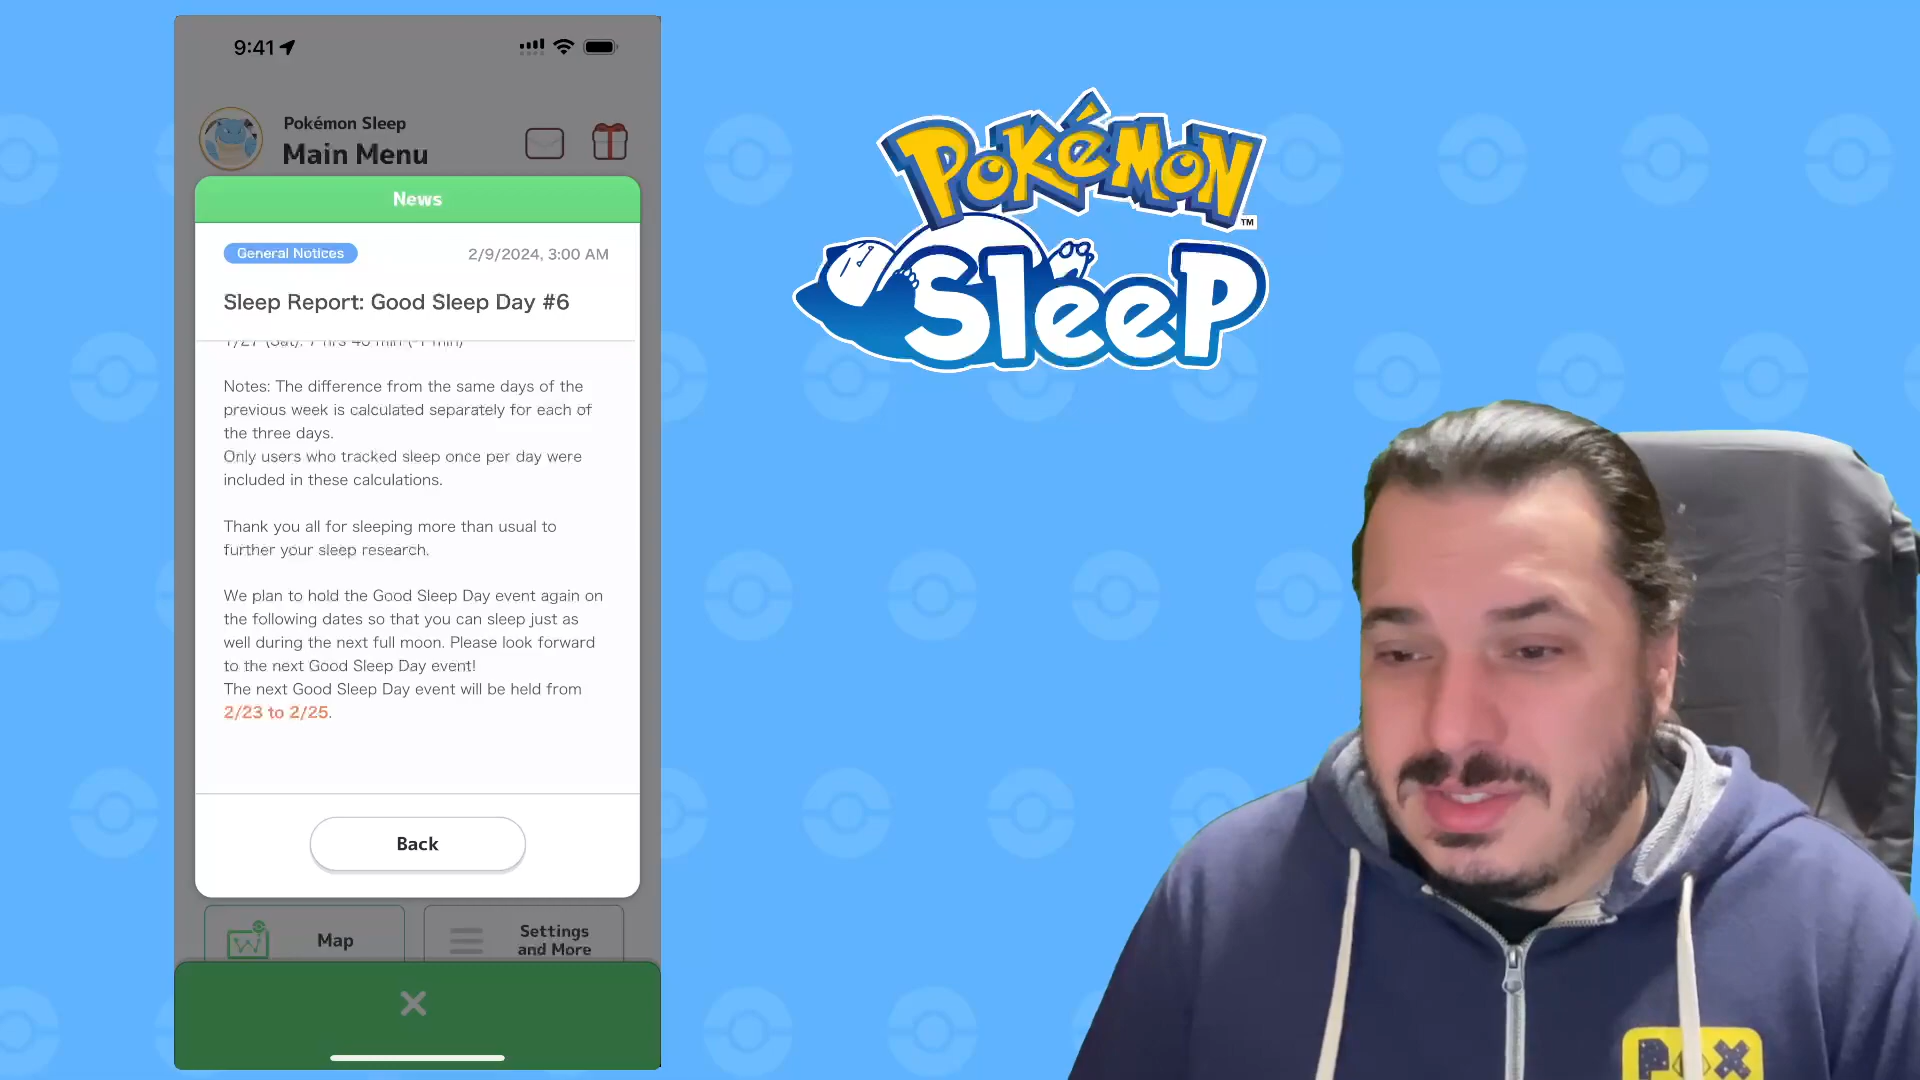 9:41
Pokémon Sleep
Main Menu
News
General Notices
2/9/2024, 3:00 AM
Sleep Report: Good Sleep Day #6
Notes: The difference from the same days of the
previous week is calculated separately for each of
the three days.
Only users who tracked sleep once per day were
included in these calculations.
Thank you all for sleeping more than usual to
further your sleep research.
We plan to hold the Good Sleep Day event again on
the following dates so that you can sleep just as
well during the next full moon. Please look forward
to the next Good Sleep Day event!
The next Good Sleep Day event will be held from
2/23 to 2/25.
Back
Map
Settings
and More
POKÉMON
TM
Sleep